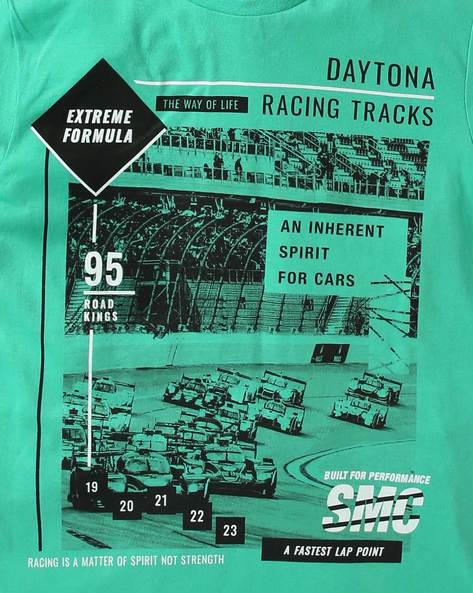 DAYTONA
THE WAY OF LIFE
RACING TRACKS
EXTREME
FORMULA
AN INHERENT
SPIRIT
FOR CARS
95
ROAD
KINGS
BUILT FOR PERFORMANCE
SMC
19
20
21
22
23
A FASTEST LAP POINT
RACING IS A MATTER OF SPIRIT NOT STRENGTH